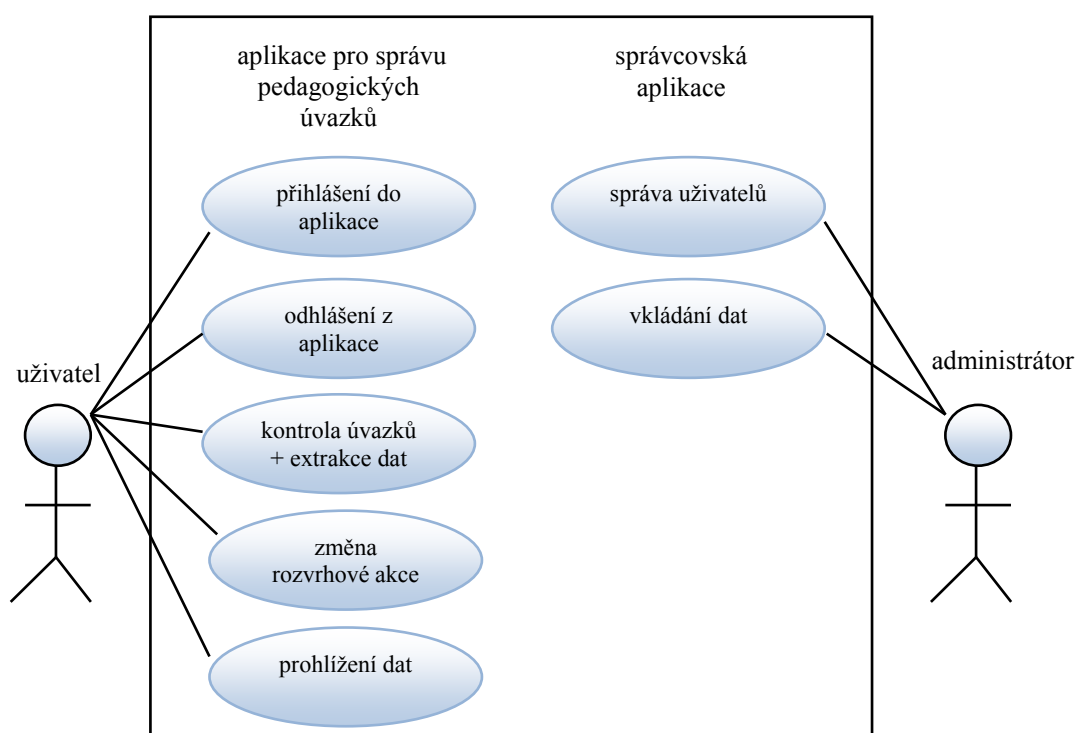 aplikace pro správu
pedagogických
úvazků
správcovská
aplikace
přihlášení do
aplikace
správa uživatelů
odhlášení z
aplikace
vkládání dat
uživatel
administrátor
kontrola úvazků
+ extrakce dat
změna
rozvrhové akce
prohlížení dat